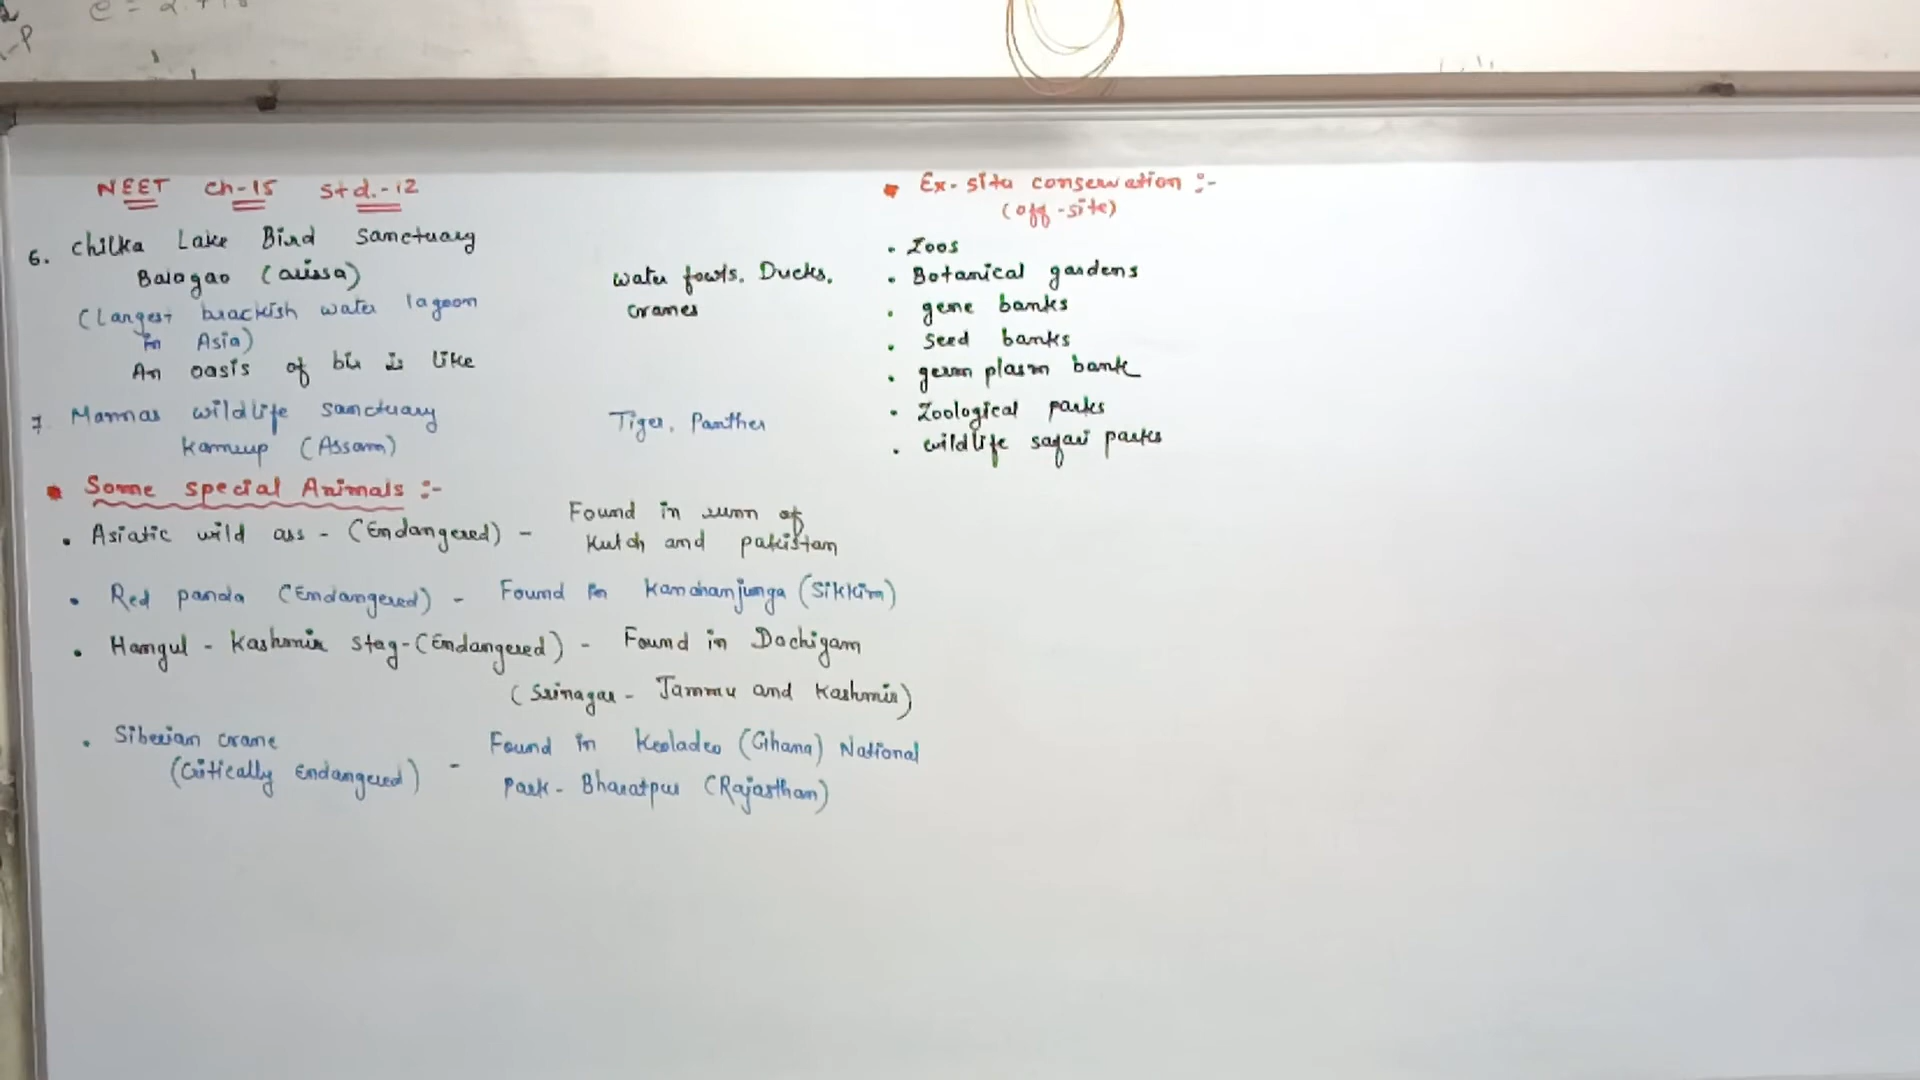 NEET ch-15 std.-12
6. chilka Lake Bird Sanctuary
Balogao (orissa)
(Largest brackish water lagoon
in Asia)
An oasis of birds like
water fowls. Ducks.
cranes
7 Mannas wildlife sanctuary
kamrup (Assam)
Tiger, Panther
Some special Animals :-
• Asiatic wild ass - (Endangered) - Found in runn of
Kutch and pakistan
• Red panda (Endangered) - Found in Kanchanjunga (Sikkim)
• Hangul - Kashmir stag-(Endangered) - Found in Dachigam
(Srinagar - Jammu and Kashmir)
• Siberian crane
(Critically Endangered) - Found in Keoladeo (Ghana) National
park - Bharatpur (Rajasthan)
Ex-situ conservation :-
(off-site)
• Zoos
• Botanical gardens
• gene banks
• seed banks
• germ plasm bank
• Zoological parks
• wildlife safari parks